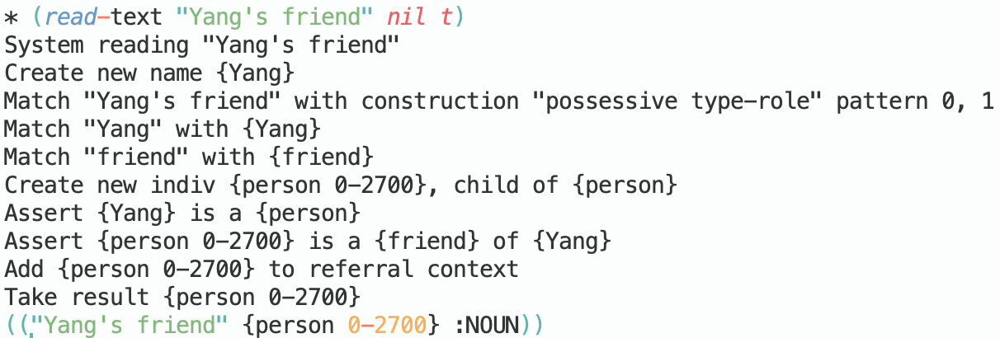 * (read-text "Yang's friend" nil t)
System reading "Yang's friend"
Create new name {Yang}
Match "Yang's friend" with construction "possessive type-role" pattern 0, 1
Match "Yang" with {Yang}
Match "friend" with {friend}
Create new indiv {person 0-2700}, child of {person}
Assert {Yang} is a {person}
Assert {person 0-2700} is a {friend} of {Yang}
Add {person 0-2700} to referral context
Take result {person 0-2700}
(("Yang's friend" {person 0-2700} :NOUN))